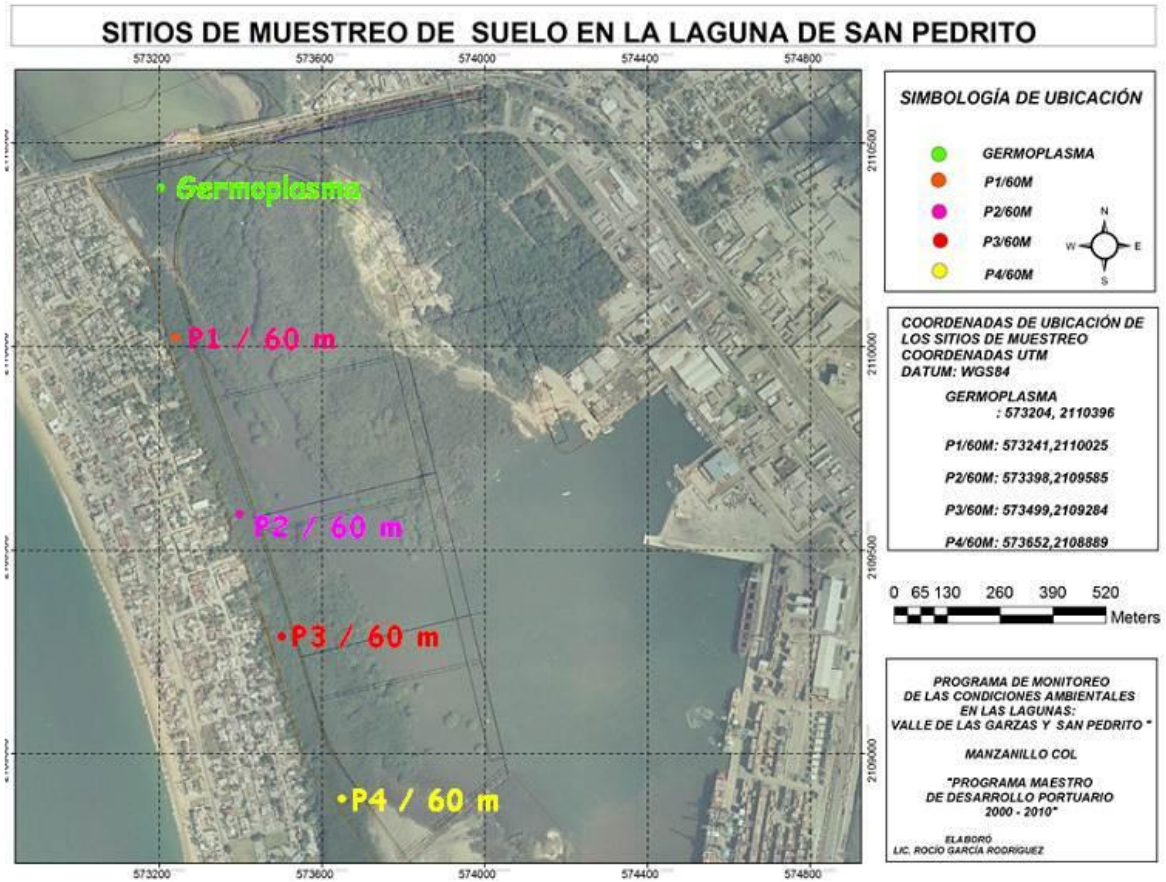 SITIOS DE MUESTREO DE SUELO EN LA LAGUNA DE SAN PEDRITO
573200 573600 574000 574400 574800
2110500
2110000
2109500
2109000
573200 573600 574000 574400 574800
Germoplasma
P1 / 60 m
P2 / 60 m
P3 / 60 m
P4 / 60 m
SIMBOLOGÍA DE UBICACIÓN
GERMOPLASMA
P1/60M
P2/60M
P3/60M
P4/60M
N
W E
S
COORDENADAS DE UBICACIÓN DE
LOS SITIOS DE MUESTREO
COORDENADAS UTM
DATUM: WGS84
GERMOPLASMA
: 573204, 2110396
P1/60M: 573241,2110025
P2/60M: 573398,2109585
P3/60M: 573499,2109284
P4/60M: 573652,2108889
0 65 130 260 390 520
Meters
PROGRAMA DE MONITOREO
DE LAS CONDICIONES AMBIENTALES
EN LAS LAGUNAS:
VALLE DE LAS GARZAS Y SAN PEDRITO "
MANZANILLO COL
"PROGRAMA MAESTRO
DE DESARROLLO PORTUARIO
2000 - 2010"
ELABORÓ
LIC. ROCÍO GARCÍA RODRÍGUEZ